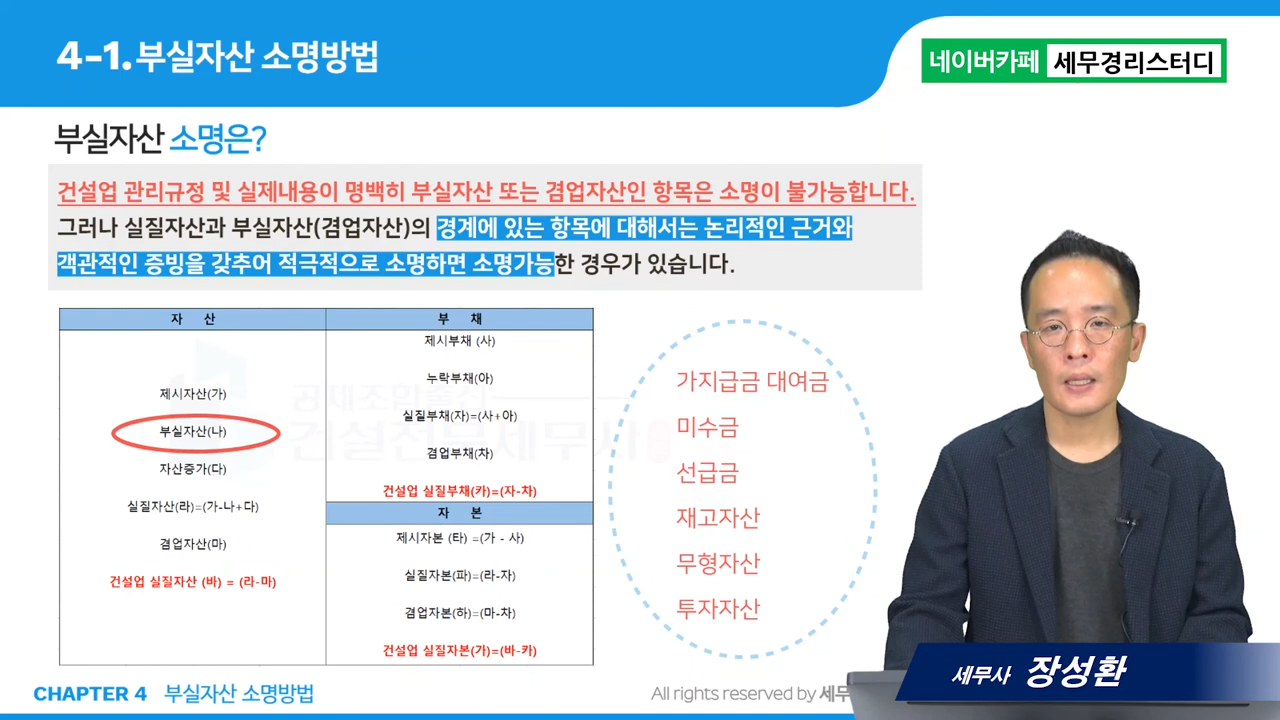 4-1. 부실자산 소명방법
네이버카페 세무경리스터디
부실자산 소명은?
건설업 관리규정 및 실제내용이 명백히 부실자산 또는 겸업자산인 항목은 소명이 불가능합니다.
그러나 실질자산과 부실자산(겸업자산)의 경계에 있는 항목에 대해서는 논리적인 근거와
객관적인 증빙을 갖추어 적극적으로 소명하면 소명가능한 경우가 있습니다.
자 산
제시자산(가)
부실자산(나)
자산증가(다)
실질자산(라)=(가-나+다)
겸업자산(마)
건설업 실질자산 (바) = (라-마)
부 채
제시부채 (사)
누락부채(아)
실질부채(자)=(사+아)
겸업부채(차)
건설업 실질부채(카)=(자-차)
자 본
제시자본 (타) =(가 - 사)
실질자본(파)=(라-자)
겸업자본(하)=(마-차)
건설업 실질자본(가)=(바-카)
가지급금 대여금
미수금
선급금
재고자산
무형자산
투자자산
세무사 장성환
CHAPTER 4 부실자산 소명방법
All rights reserved by 세무